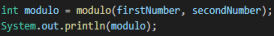 int modulo = modulo(firstNumber, secondNumber);
System.out.println(modulo);